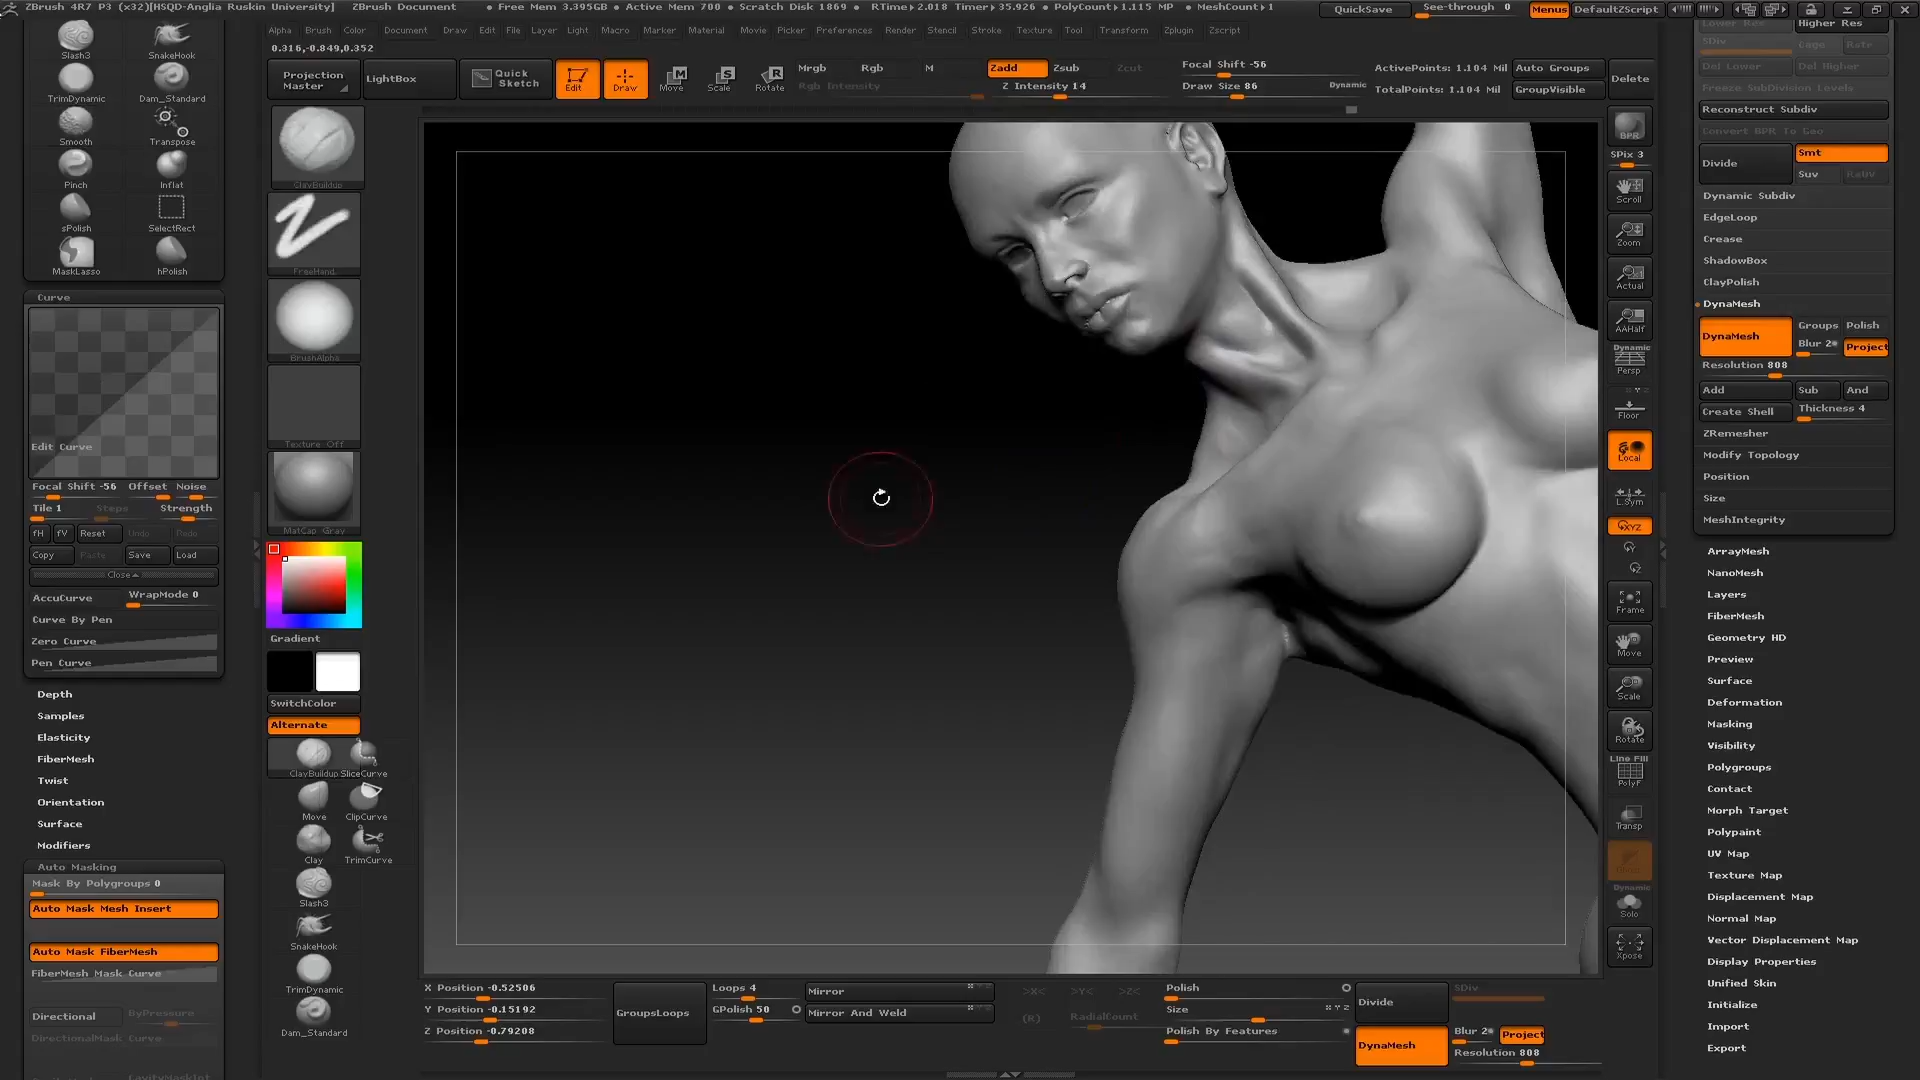 ZBrush 4R7 P3 (x32)[HSQD-Anglia Ruskin University] ZBrush Document • Free Mem 3.395GB • Active Mem 700 • Scratch Disk 1869 • RTime▸2.018 Timer▸35.926 • PolyCount▸1.115 MP • MeshCount▸1 QuickSave See-through 0 Menus DefaultZScript
Alpha Brush Color Document Draw Edit File Layer Light Macro Marker Material Movie Picker Preferences Render Stencil Stroke Texture Tool Transform Zplugin Zscript
0.316,-0.849,0.352
Projection Master
LightBox
Quick Sketch
Edit
Draw
Move
Scale
Rotate
Mrgb Rgb M
Rgb Intensity
Zadd Zsub Zcut
Z Intensity 14
Focal Shift -56
Draw Size 86
Dynamic
ActivePoints: 1.104 Mil
TotalPoints: 1.104 Mil
Auto Groups
GroupVisible
Delete
Slash3 SnakeHook
TrimDynamic Dam_Standard
Smooth Transpose
Pinch Inflat
sPolish SelectRect
MaskLasso hPolish
Curve
Edit Curve
Focal Shift -56 Offset Noise
Tile 1 Steps Strength
fH fV Reset Undo Redo
Copy Paste Save Load
Close
AccuCurve WrapMode 0
Curve By Pen
Zero Curve
Pen Curve
Depth
Samples
Elasticity
FiberMesh
Twist
Orientation
Surface
Modifiers
Auto Masking
Mask By Polygroups 0
Auto Mask Mesh Insert
Auto Mask FiberMesh
FiberMesh Mask Curve
Directional ByPressure
DirectionalMask Curve
ClayBuildup
FreeHand
BrushAlpha
Texture Off
MatCap Gray
Gradient
SwitchColor
Alternate
ClayBuildup SliceCurve
Move ClipCurve
Clay TrimCurve
Slash3
SnakeHook
TrimDynamic
Dam_Standard
BPR
SPix 3
Scroll
Zoom
Actual
AAHalf
Dynamic
Persp
Floor
Local
L.Sym
XYZ
Frame
Move
Scale
Rotate
Line Fill
PolyF
Transp
Dynamic
Solo
Xpose
Lower Res Higher Res
SDiv Cage Rstr
Del Lower Del Higher
Freeze SubDivision Levels
Reconstruct Subdiv
Convert BPR To Geo
Divide Smt
Suv ReUV
Dynamic Subdiv
EdgeLoop
Crease
ShadowBox
ClayPolish
DynaMesh
DynaMesh Groups Polish
Blur 2 Project
Resolution 808
Add Sub And
Create Shell Thickness 4
ZRemesher
Modify Topology
Position
Size
MeshIntegrity
ArrayMesh
NanoMesh
Layers
FiberMesh
Geometry HD
Preview
Surface
Deformation
Masking
Visibility
Polygroups
Contact
Morph Target
Polypaint
UV Map
Texture Map
Displacement Map
Normal Map
Vector Displacement Map
Display Properties
Unified Skin
Initialize
Import
Export
X Position -0.52506
Y Position -0.15192
Z Position -0.79208
GroupsLoops
Loops 4
GPolish 50
Mirror
Mirror And Weld
>X< >Y< >Z<
(R) RadialCount
Polish
Size X Y Z
Polish By Features
Divide
DynaMesh
SDiv
Blur 2 Project
Resolution 808